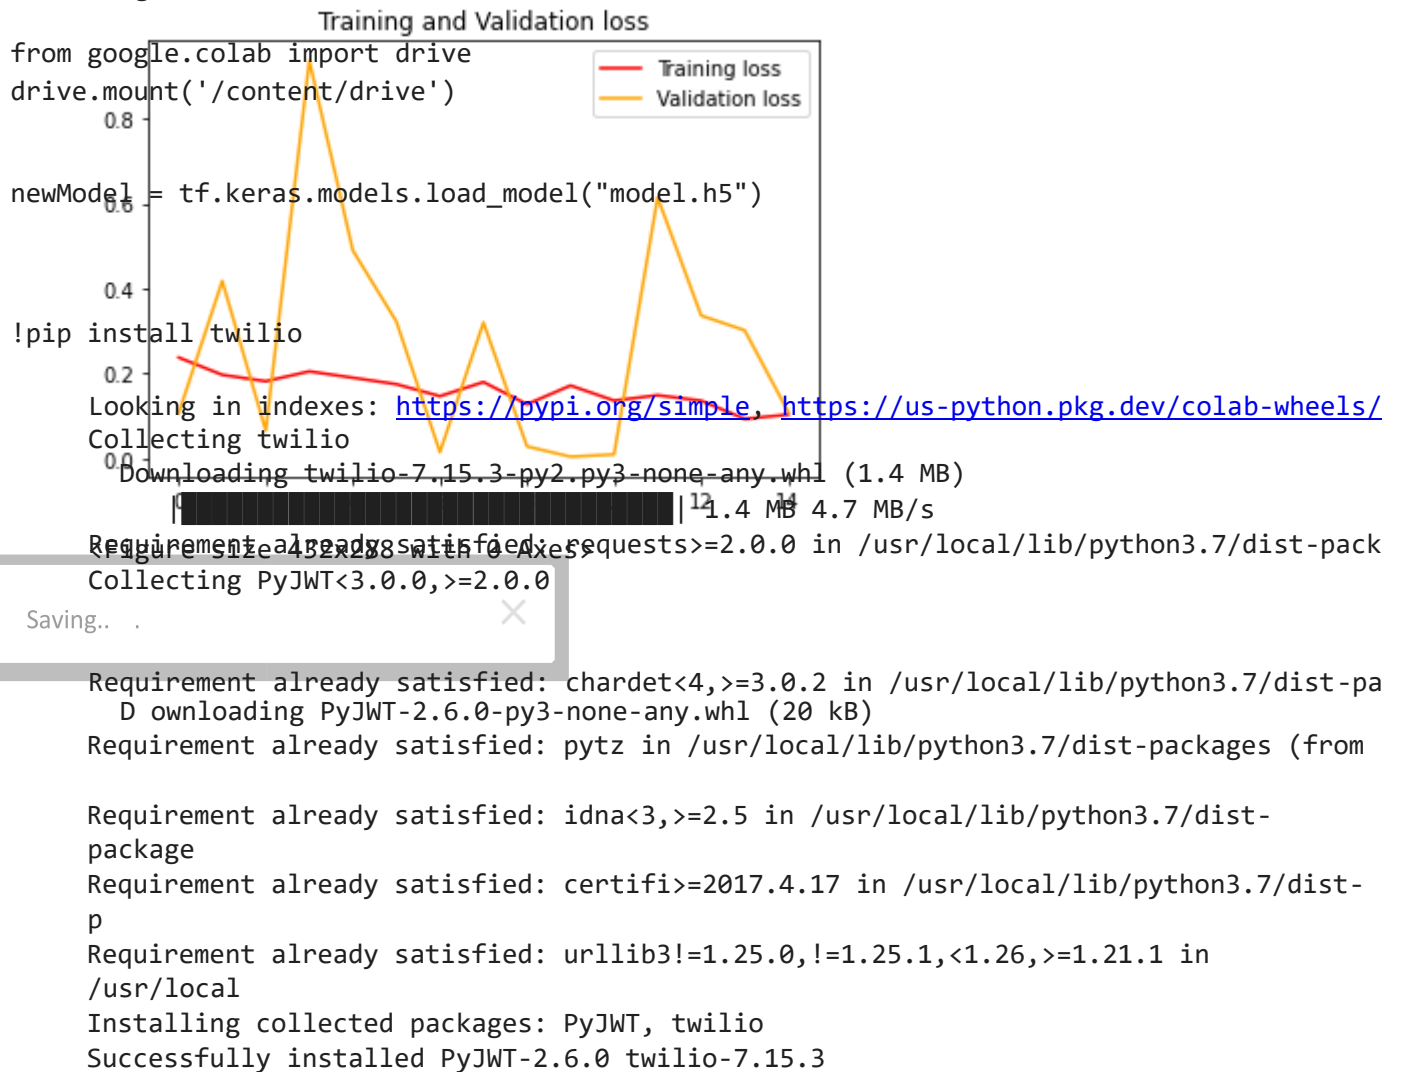 Training and Validation loss
from google.colab import drive
Training loss
drive.mount('/content/drive')
Validation loss
0.8
newModel = tf.keras.models.load_model("model.h5")
0.6
0.4
!pip install twilio
0.2
Looking in indexes: https://pypi.org/simple, https://us-python.pkg.dev/colab-wheels/
Collecting twilio
0.0
Downloading twilio-7.15.3-py2.py3-none-any.whl (1.4 MB)
0
12
14
1.4 MB 4.7 MB/s
Requirement already satisfied: requests>=2.0.0 in /usr/local/lib/python3.7/dist-pack
<Figure size 432x288 with 0 Axes>
Collecting PyJWT<3.0.0,>=2.0.0
Saving.. .
Requirement already satisfied: chardet<4,>=3.0.2 in /usr/local/lib/python3.7/dist-pa
D ownloading PyJWT-2.6.0-py3-none-any.whl (20 kB)
Requirement already satisfied: pytz in /usr/local/lib/python3.7/dist-packages (from
Requirement already satisfied: idna<3,>=2.5 in /usr/local/lib/python3.7/dist-
package
Requirement already satisfied: certifi>=2017.4.17 in /usr/local/lib/python3.7/dist-
p
Requirement already satisfied: urllib3!=1.25.0,!=1.25.1,<1.26,>=1.21.1 in
/usr/local
Installing collected packages: PyJWT, twilio
Successfully installed PyJWT-2.6.0 twilio-7.15.3